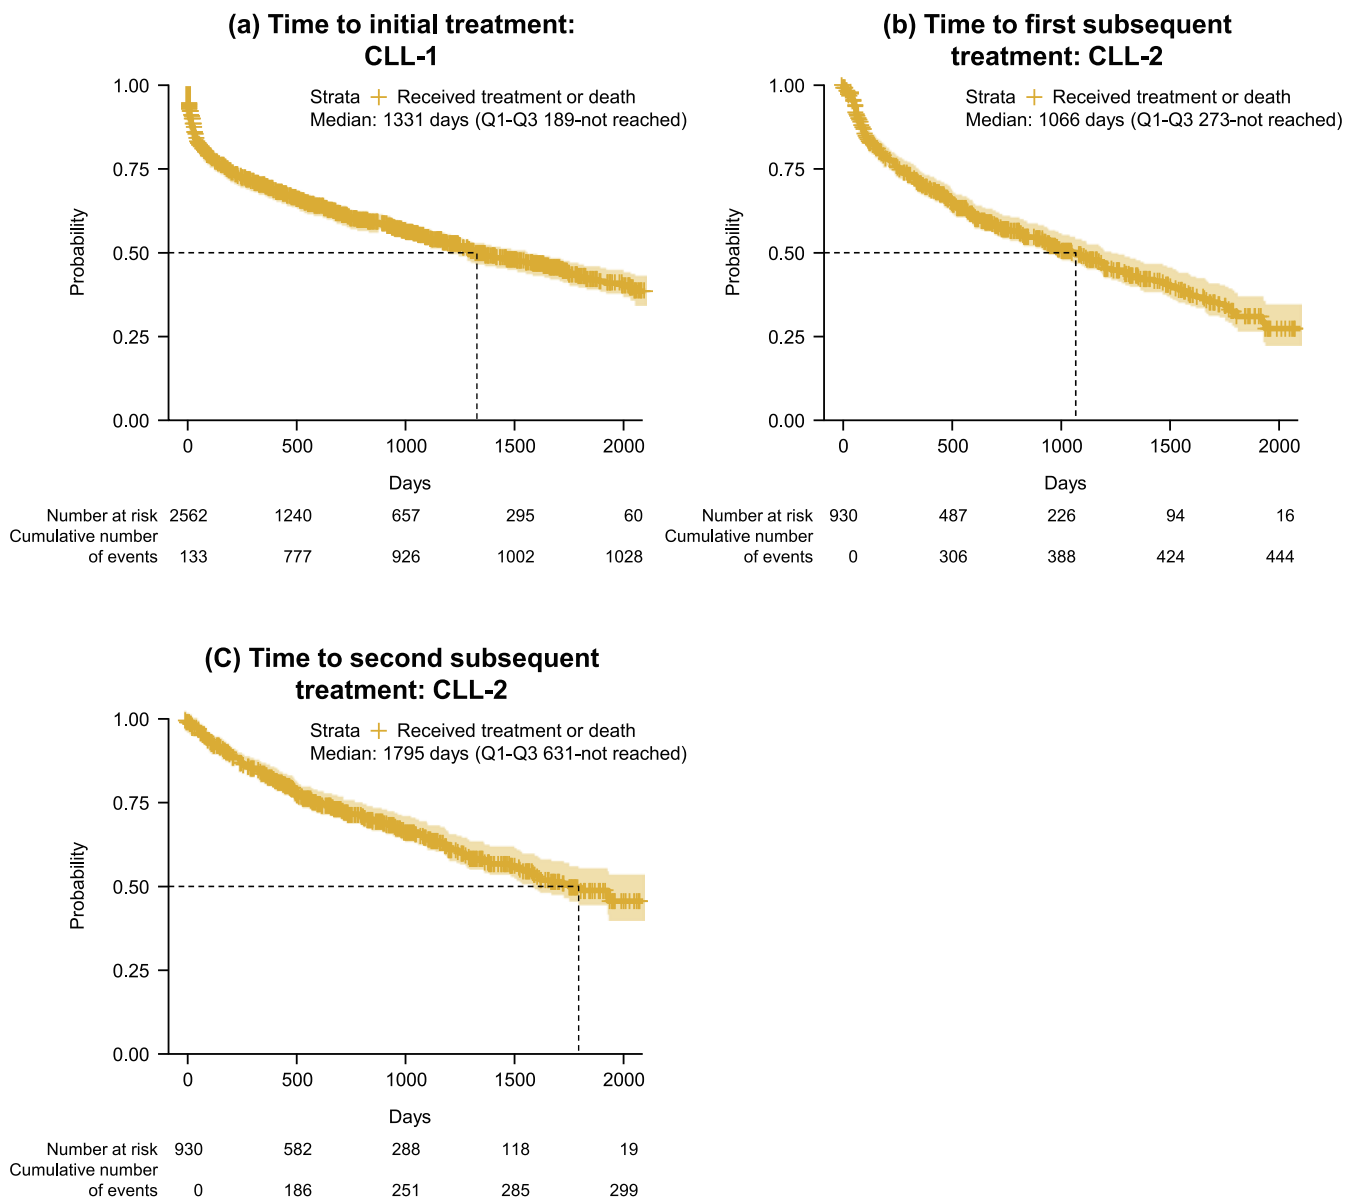 (a) Time to initial treatment:
CLL-1
Strata + Received treatment or death
Median: 1331 days (Q1-Q3 189-not reached)
1.00
0.75
0.50
0.25
0.00
Probability
0 500 1000 1500 2000
Days
Number at risk 2562 1240 657 295 60
Cumulative number
of events 133 777 926 1002 1028
(b) Time to first subsequent
treatment: CLL-2
Strata + Received treatment or death
Median: 1066 days (Q1-Q3 273-not reached)
1.00
0.75
0.50
0.25
0.00
Probability
0 500 1000 1500 2000
Days
Number at risk 930 487 226 94 16
Cumulative number
of events 0 306 388 424 444
(C) Time to second subsequent
treatment: CLL-2
Strata + Received treatment or death
Median: 1795 days (Q1-Q3 631-not reached)
1.00
0.75
0.50
0.25
0.00
Probability
0 500 1000 1500 2000
Days
Number at risk 930 582 288 118 19
Cumulative number
of events 0 186 251 285 299